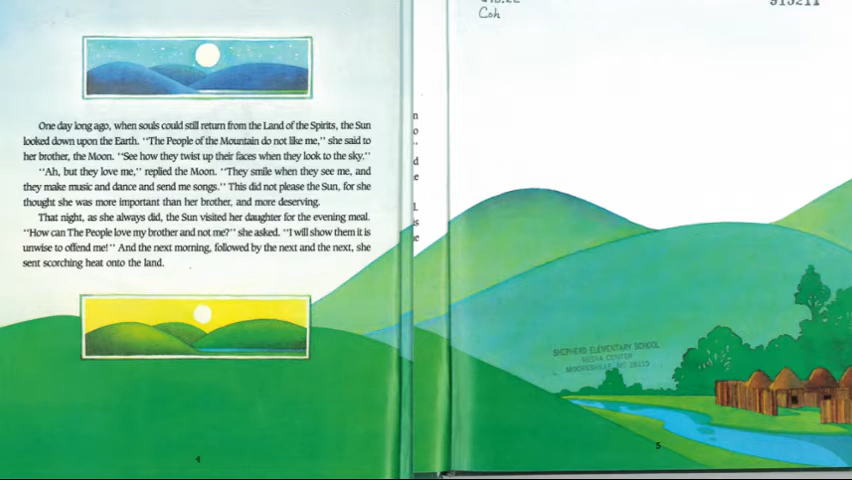 One day long ago, when souls could still return from the Land of the Spirits, the Sun
looked down upon the Earth. "The People of the Mountain do not like me," she said to
her brother, the Moon. "See how they twist up their faces when they look to the sky."
"Ah, but they love me," replied the Moon. "They smile when they see me, and
they make music and dance and send me songs." This did not please the Sun, for she
thought she was more important than her brother, and more deserving.
That night, as she always did, the Sun visited her daughter for the evening meal.
"How can The People love my brother and not me?" she asked. "I will show them it is
unwise to offend me!" And the next morning, followed by the next and the next, she
sent scorching heat onto the land.
4
Coh
SHEPHERD ELEMENTARY SCHOOL
MEDIA CENTER
MOORESVILLE, NC 28115
5